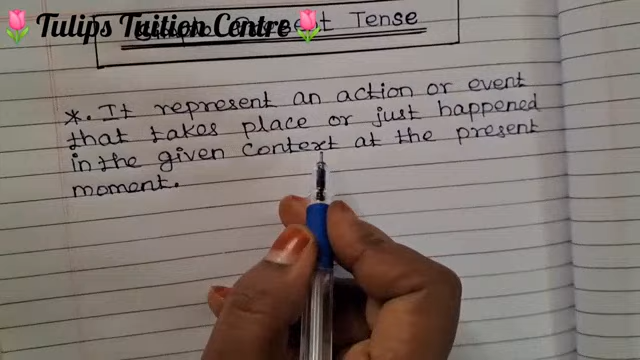 🌷 Tulips Tuition Centre 🌷
Present Tense
*. It represent an action or event
that takes place or just happened
in the given context at the present
moment.